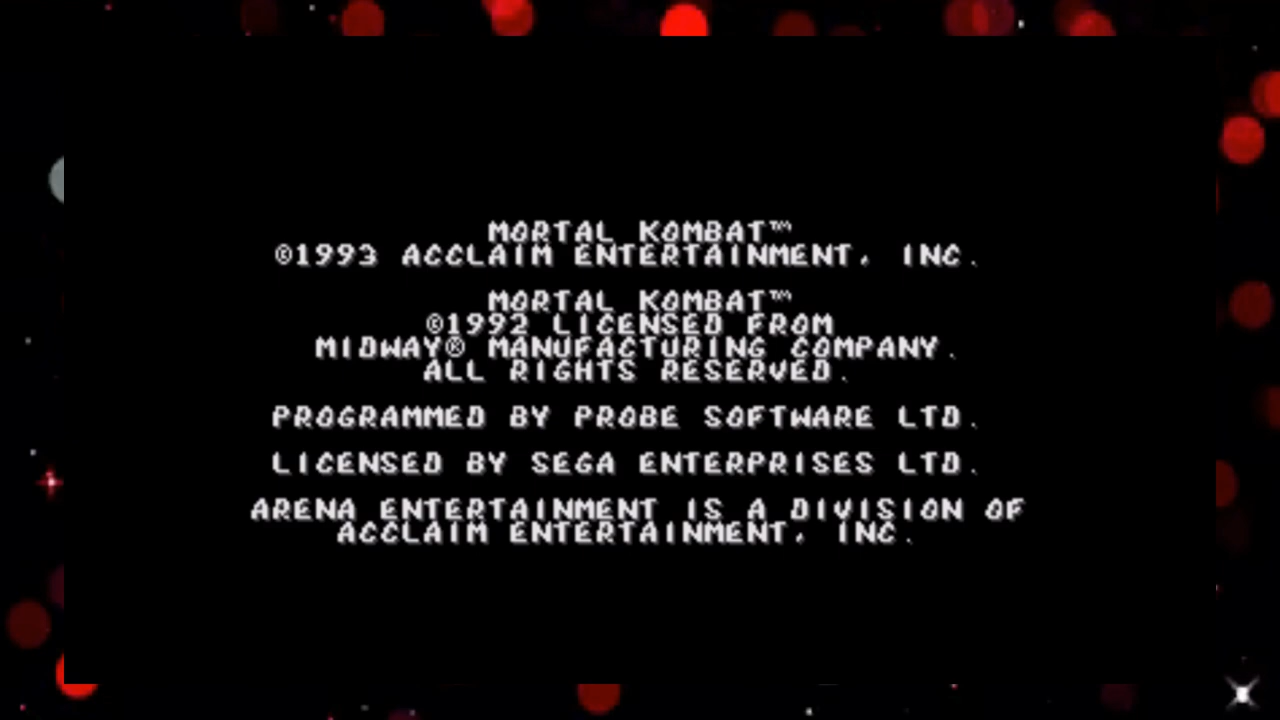 MORTAL KOMBAT™
©1993 ACCLAIM ENTERTAINMENT, INC.
MORTAL KOMBAT™
©1992 LICENSED FROM
MIDWAY® MANUFACTURING COMPANY.
ALL RIGHTS RESERVED.
PROGRAMMED BY PROBE SOFTWARE LTD.
LICENSED BY SEGA ENTERPRISES LTD.
ARENA ENTERTAINMENT IS A DIVISION OF
ACCLAIM ENTERTAINMENT, INC.